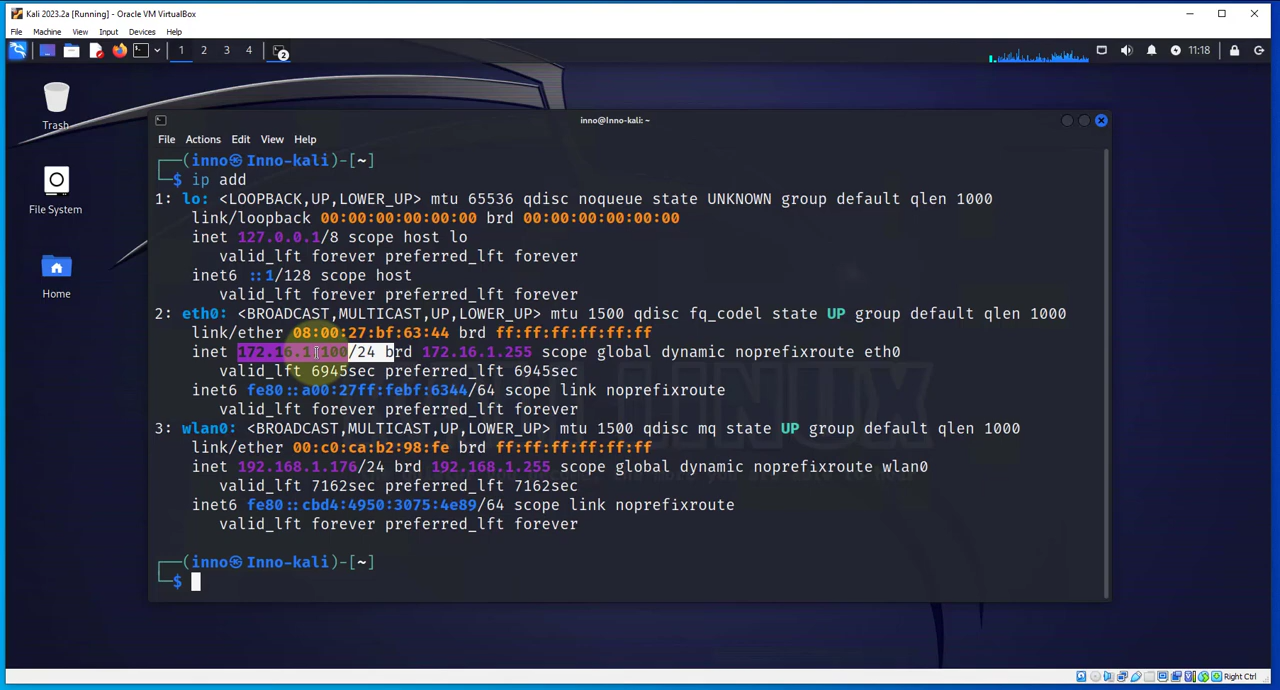 Kali 2023.2a [Running] - Oracle VM VirtualBox
File Machine View Input Devices Help
1 2 3 4 2 11:18
Trash
File System
Home
inno@Inno-kali: ~
File Actions Edit View Help
┌──(inno㉿Inno-kali)-[~]
└─$ ip add
1: lo: <LOOPBACK,UP,LOWER_UP> mtu 65536 qdisc noqueue state UNKNOWN group default qlen 1000
link/loopback 00:00:00:00:00:00 brd 00:00:00:00:00:00
inet 127.0.0.1/8 scope host lo
valid_lft forever preferred_lft forever
inet6 ::1/128 scope host
valid_lft forever preferred_lft forever
2: eth0: <BROADCAST,MULTICAST,UP,LOWER_UP> mtu 1500 qdisc fq_codel state UP group default qlen 1000
link/ether 08:00:27:bf:63:44 brd ff:ff:ff:ff:ff:ff
inet 172.16.1.100/24 brd 172.16.1.255 scope global dynamic noprefixroute eth0
valid_lft 6945sec preferred_lft 6945sec
inet6 fe80::a00:27ff:febf:6344/64 scope link noprefixroute
valid_lft forever preferred_lft forever
3: wlan0: <BROADCAST,MULTICAST,UP,LOWER_UP> mtu 1500 qdisc mq state UP group default qlen 1000
link/ether 00:c0:ca:b2:98:fe brd ff:ff:ff:ff:ff:ff
inet 192.168.1.176/24 brd 192.168.1.255 scope global dynamic noprefixroute wlan0
valid_lft 7162sec preferred_lft 7162sec
inet6 fe80::cbd4:4950:3075:4e89/64 scope link noprefixroute
valid_lft forever preferred_lft forever
┌──(inno㉿Inno-kali)-[~]
└─$
Right Ctrl